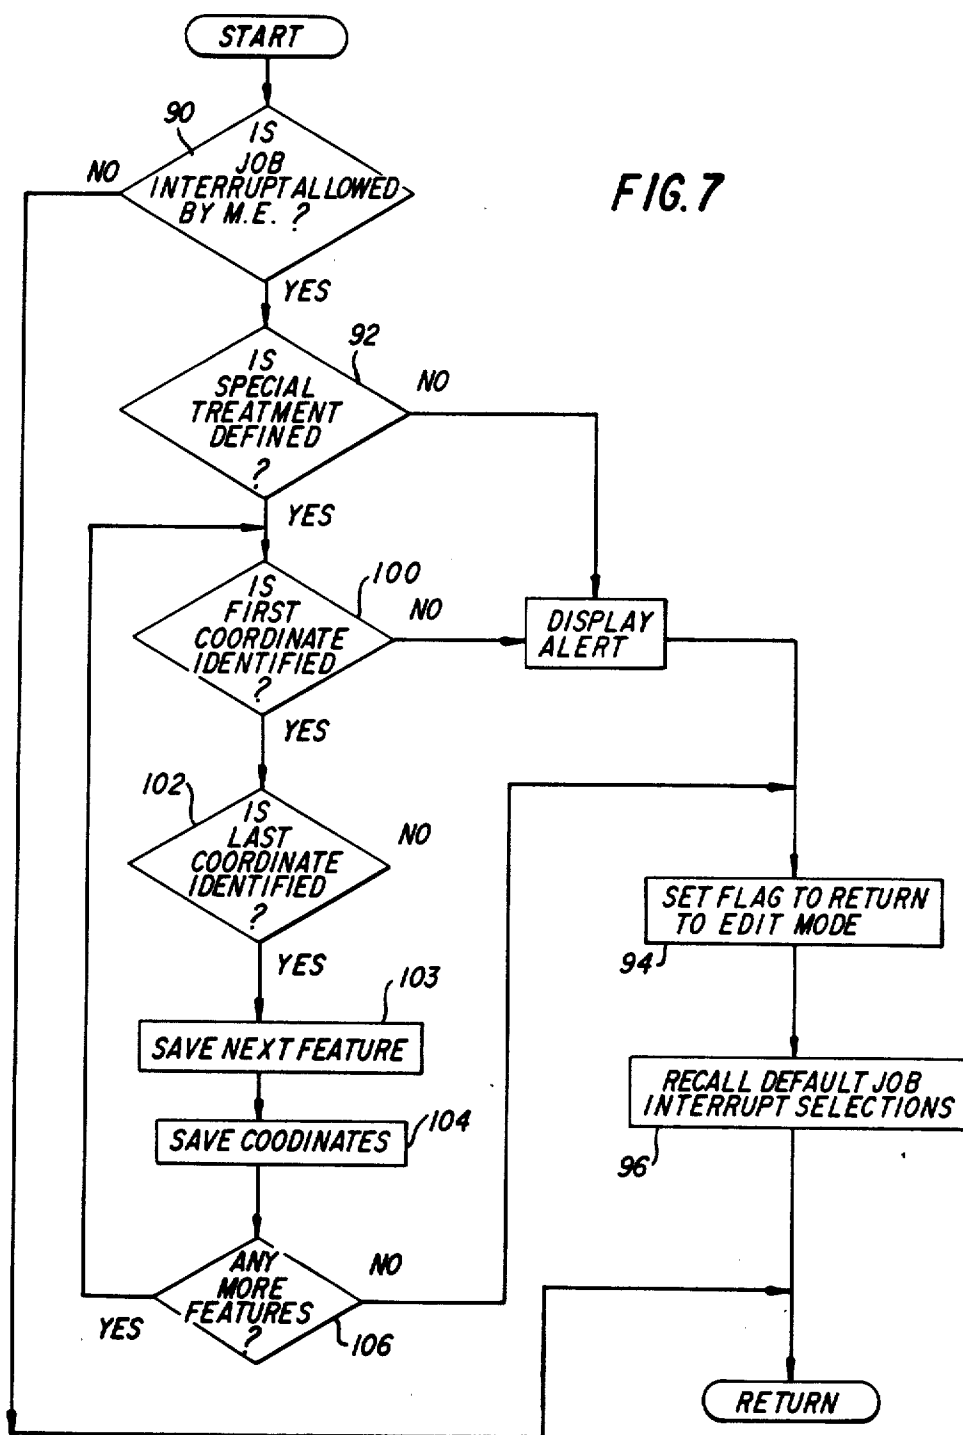 START
90
IS
JOB
INTERRUPT ALLOWED
BY M.E. ?
NO
FIG. 7
YES
92
IS
SPECIAL
TREATMENT
DEFINED
?
NO
YES
100
IS
FIRST
COORDINATE
IDENTIFIED
?
NO
DISPLAY
ALERT
YES
102
IS
LAST
COORDINATE
IDENTIFIED
?
NO
SET FLAG TO RETURN
TO EDIT MODE
94
YES
103
SAVE NEXT FEATURE
RECALL DEFAULT JOB
INTERRUPT SELECTIONS
96
SAVE COODINATES
104
ANY
MORE
FEATURES
?
NO
YES
106
RETURN